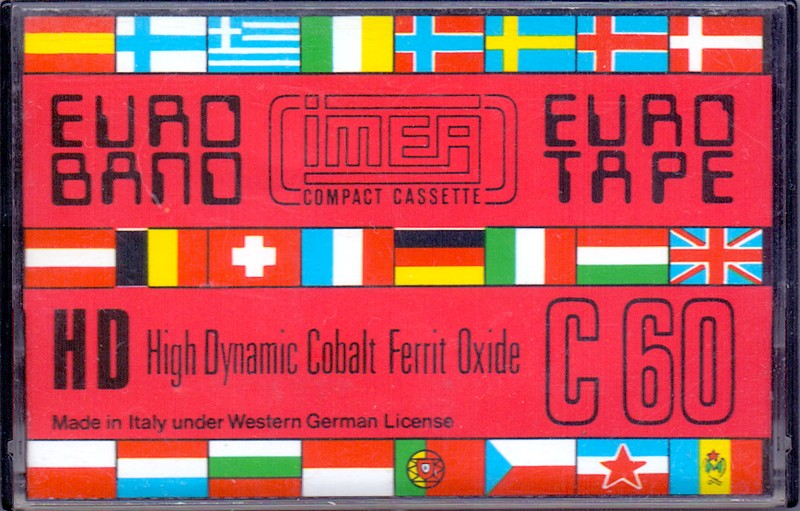 EURO BAND
imea
COMPACT CASSETTE
EURO TAPE
HD High Dynamic Cobalt Ferrit Oxide
C 60
Made in Italy under Western German License